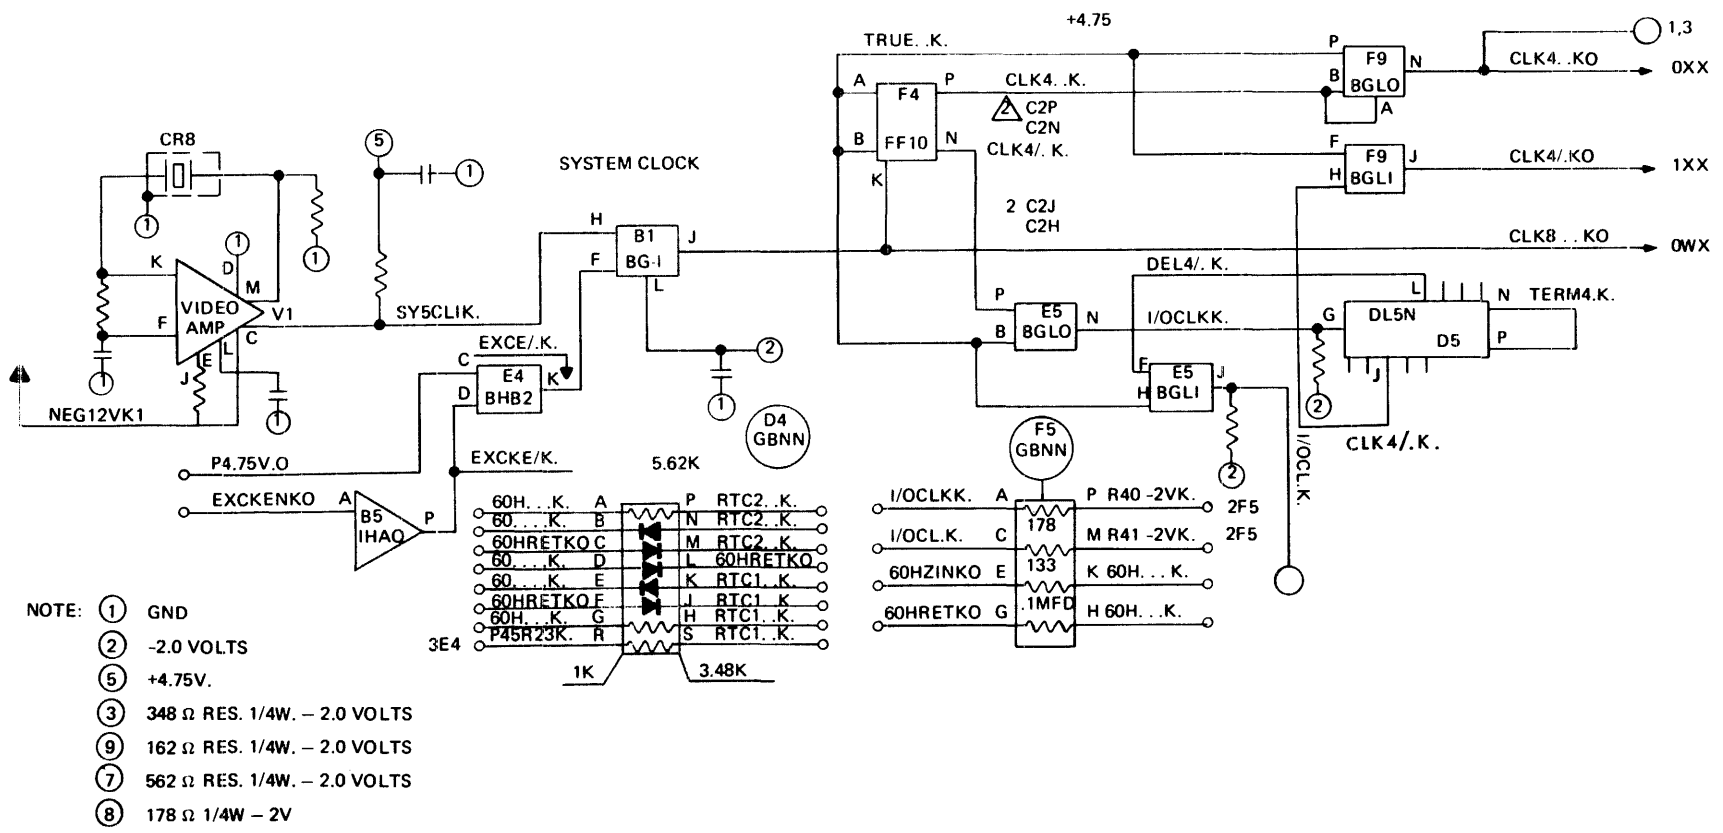 +4.75
TRUE. .K.
P
F9
BGLO
N
B
A
1,3
CLK4. .KO
0XX
A
F4
FF10
P
CLK4. .K.
2
C2P
C2N
B
N
CLK4/. K.
K
F
F9
BGLI
J
H
CLK4/.KO
1XX
CR8
5
1
SYSTEM CLOCK
1
1
1
K
D
M
VIDEO
AMP
V1
F
L
C
E
J
1
1
NEG12VK1
SY5CLIK.
H
B1
BG-I
J
F
L
2 C2J
C2H
CLK8 . . KO
0WX
DEL4/. K.
L
N
TERM4.K.
G
DL5N
D5
P
J
P
E5
BGLO
N
B
I/OCLKK.
2
EXCE/.K.
C
E4
BHB2
K
D
2
1
F
E5
BGLI
J
H
2
I/OCL.K.
CLK4/.K.
P4.75V.O
EXCKE/K.
EXCKENKO
A
B5
IHAQ
P
D4
GBNN
5.62K
60H. . .K. A P RTC2. .K.
60. . . .K. B N RTC2. .K.
60HRETKO C M RTC2. .K.
60. . . .K. D L 60HRETKO
60. . . .K. E K RTC1. .K.
60HRETKO F J RTC1. .K
60H. . .K. G H RTC1. .K.
3E4 P45R23K. R S RTC1. .K.
1K
3.48K
F5
GBNN
I/OCLKK. A 178 P R40 -2VK. 2F5
I/OCL.K. C 133 M R41 -2VK. 2F5
60HZINKO E .1MFD K 60H. . . K.
60HRETKO G H 60H. . .K.
NOTE: 1 GND
2 -2.0 VOLTS
5 +4.75V.
3 348 Ω RES. 1/4W. – 2.0 VOLTS
9 162 Ω RES. 1/4W. – 2.0 VOLTS
7 562 Ω RES. 1/4W. – 2.0 VOLTS
8 178 Ω 1/4W – 2V